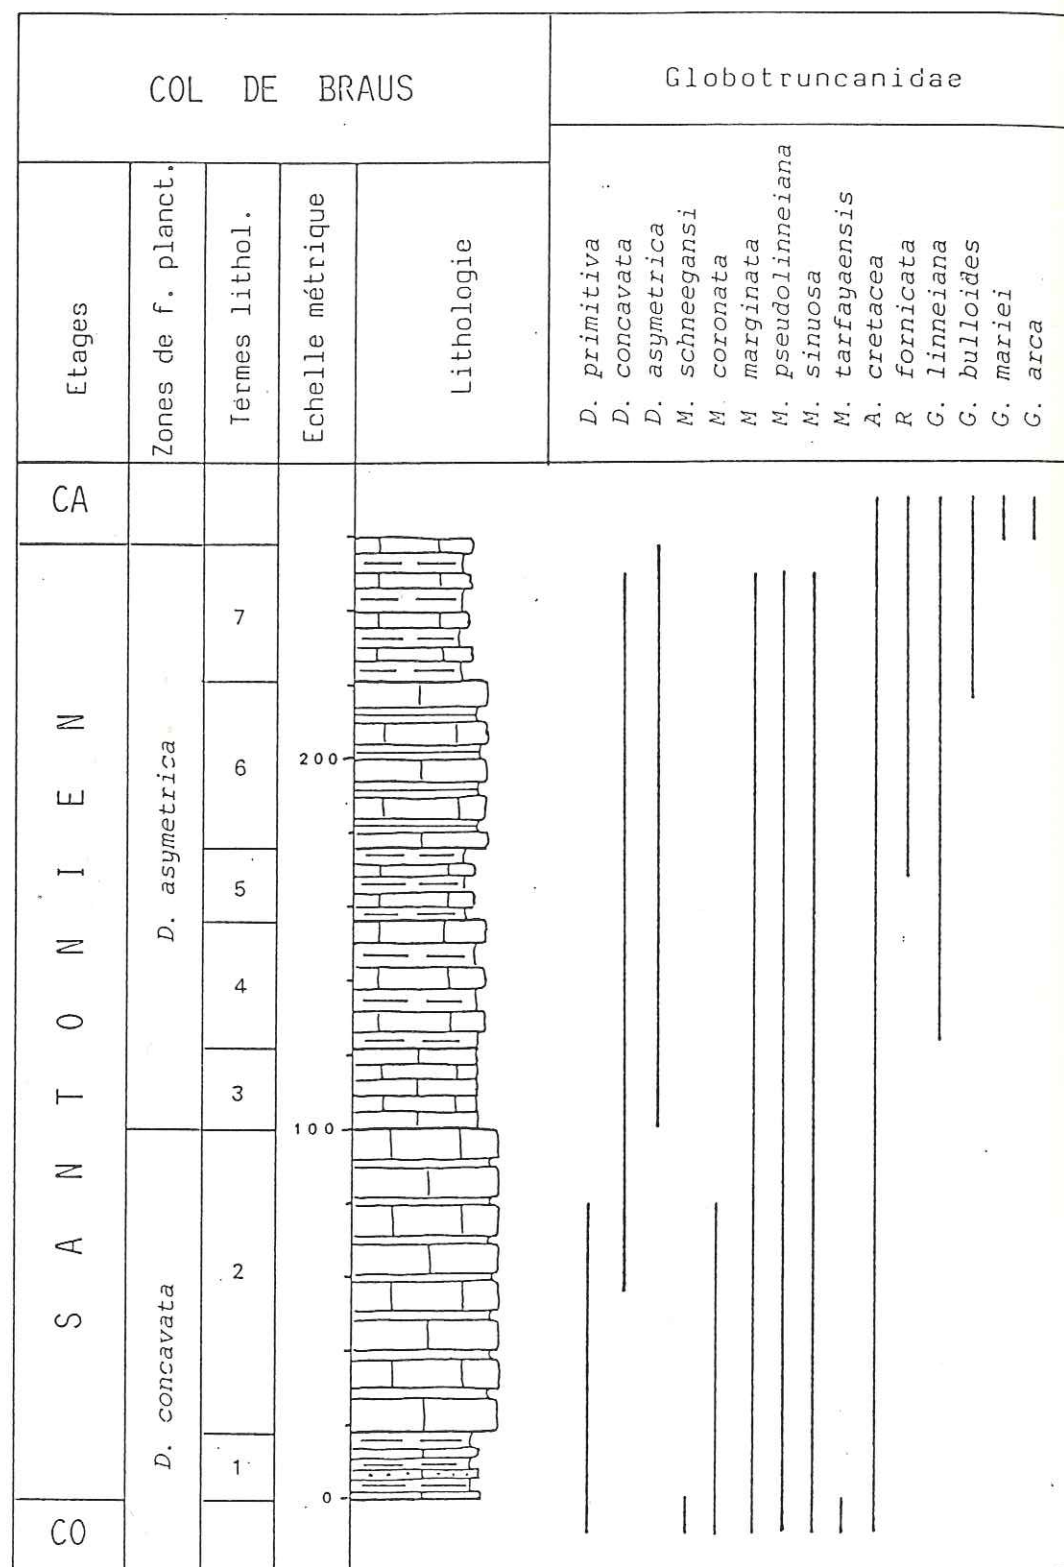 COL DE BRAUS
Globotruncanidae
Etages
Zones de f. planct.
Termes lithol.
Echelle métrique
Lithologie
D. primitiva
D. concavata
D. asymetrica
M. schneegansi
M. coronata
M marginata
M. pseudolinneiana
M. sinuosa
M. tarfayaensis
A. cretacea
R fornicata
G. linneiana
G. bulloides
G. mariei
G. arca
CA
SANTONIEN
CO
D. asymetrica
D. concavata
7
6
5
4
3
2
1
200
100
0